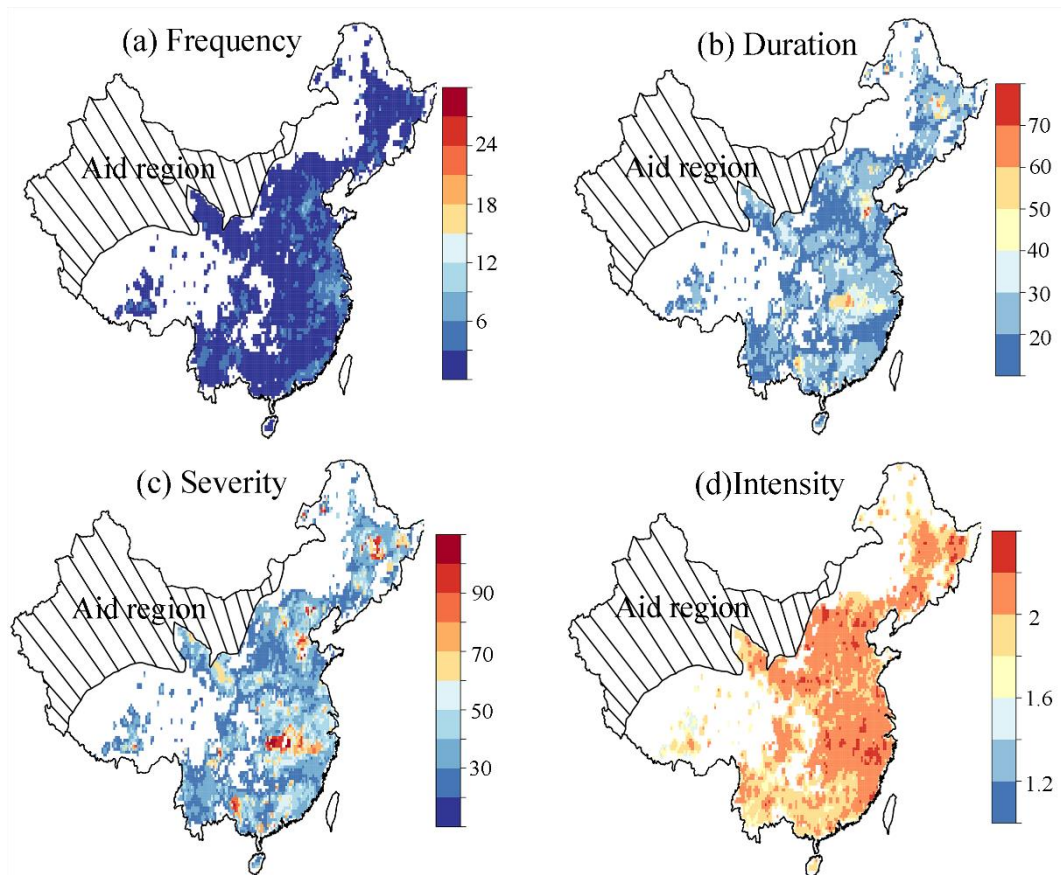 (a) Frequency
Aid region
24
18
12
6
(b) Duration
Aid region
70
60
50
40
30
20
(c) Severity
Aid region
90
70
50
30
(d)Intensity
Aid region
2
1.6
1.2